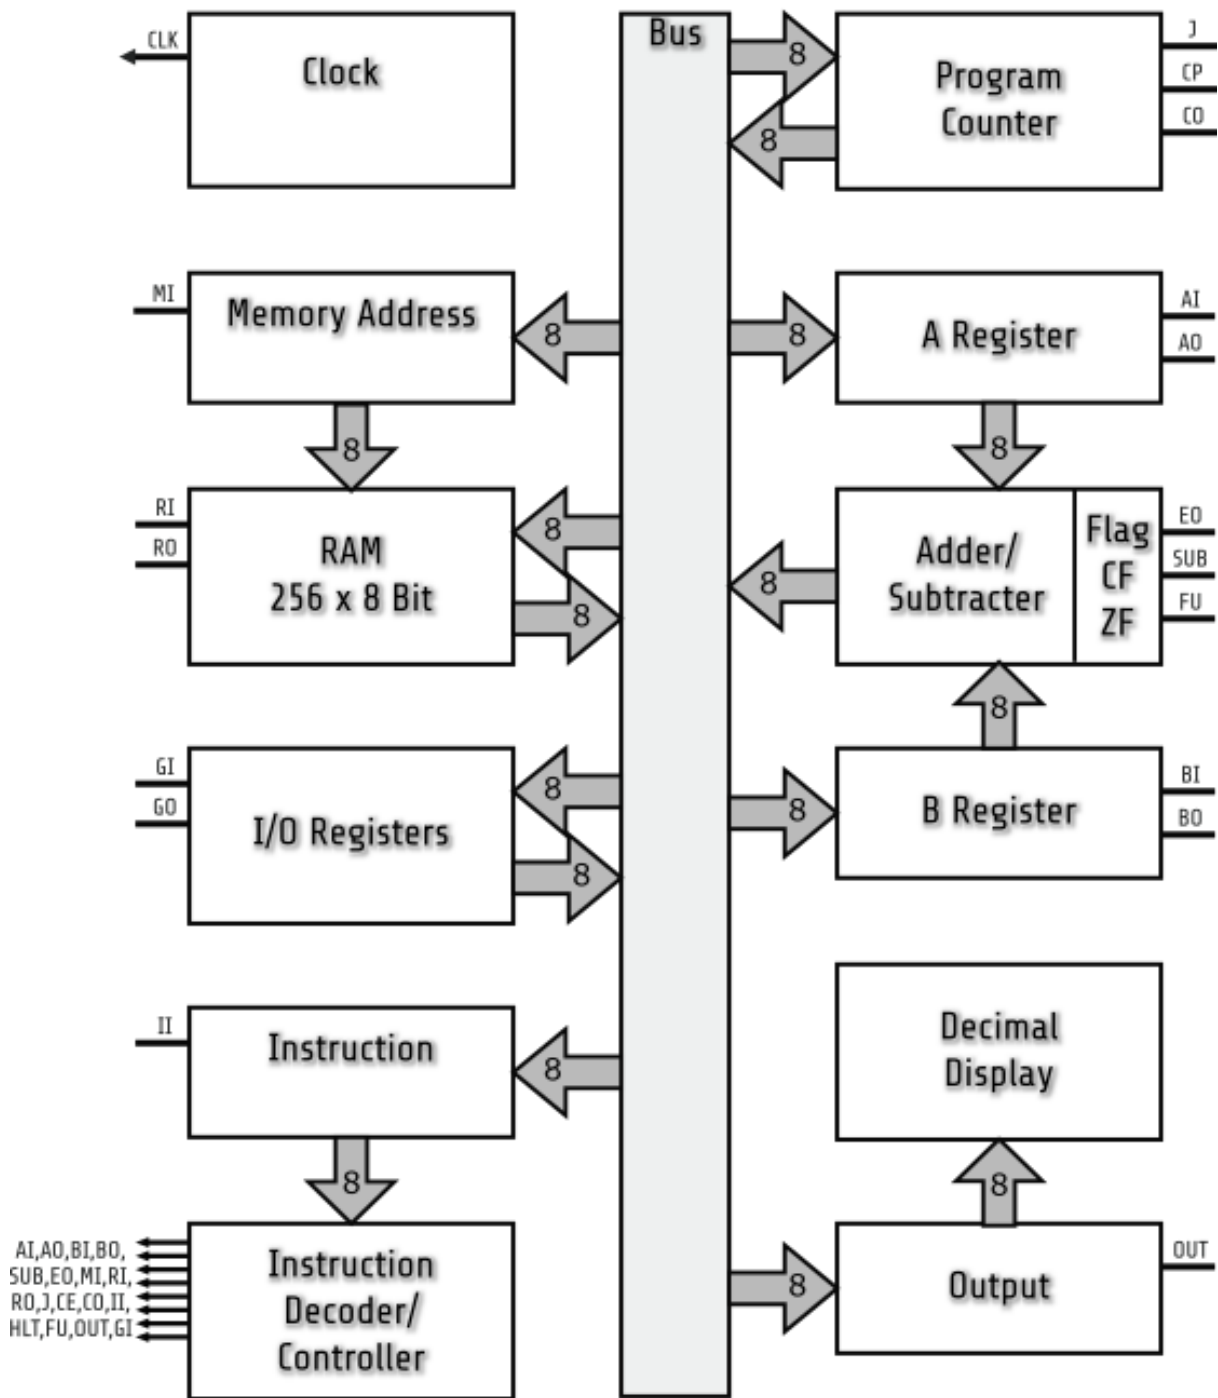 CLK
Clock
Bus
8
8
Program
Counter
J
CP
CO
MI
Memory Address
8
8
A Register
AI
AO
8
8
RI
RO
RAM
256 x 8 Bit
8
8
8
Adder/
Subtracter
Flag
CF
ZF
EO
SUB
FU
8
GI
GO
I/O Registers
8
8
8
B Register
BI
BO
II
Instruction
8
Decimal
Display
8
8
AI,AO,BI,BO,
SUB,EO,MI,RI,
RO,J,CE,CO,II,
HLT,FU,OUT,GI
Instruction
Decoder/
Controller
8
Output
OUT